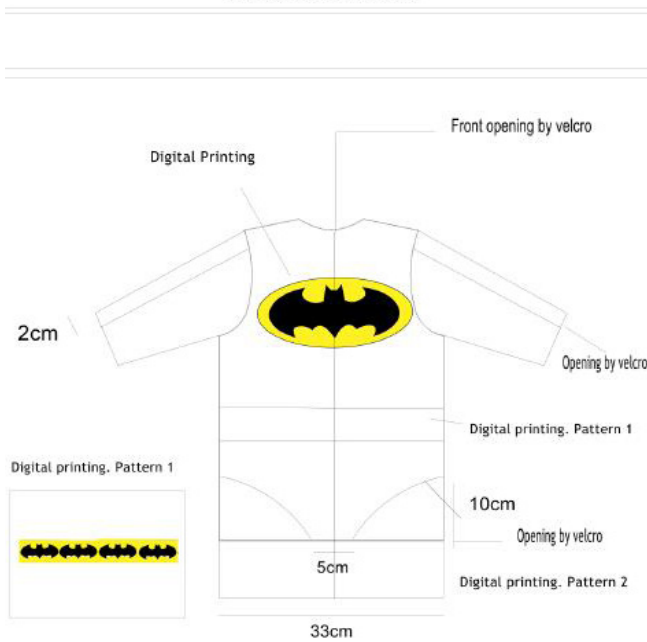 Front opening by velcro
Digital Printing
2cm
Opening by velcro
Digital printing. Pattern 1
Digital printing. Pattern 1
10cm
Opening by velcro
5cm
Digital printing. Pattern 2
33cm